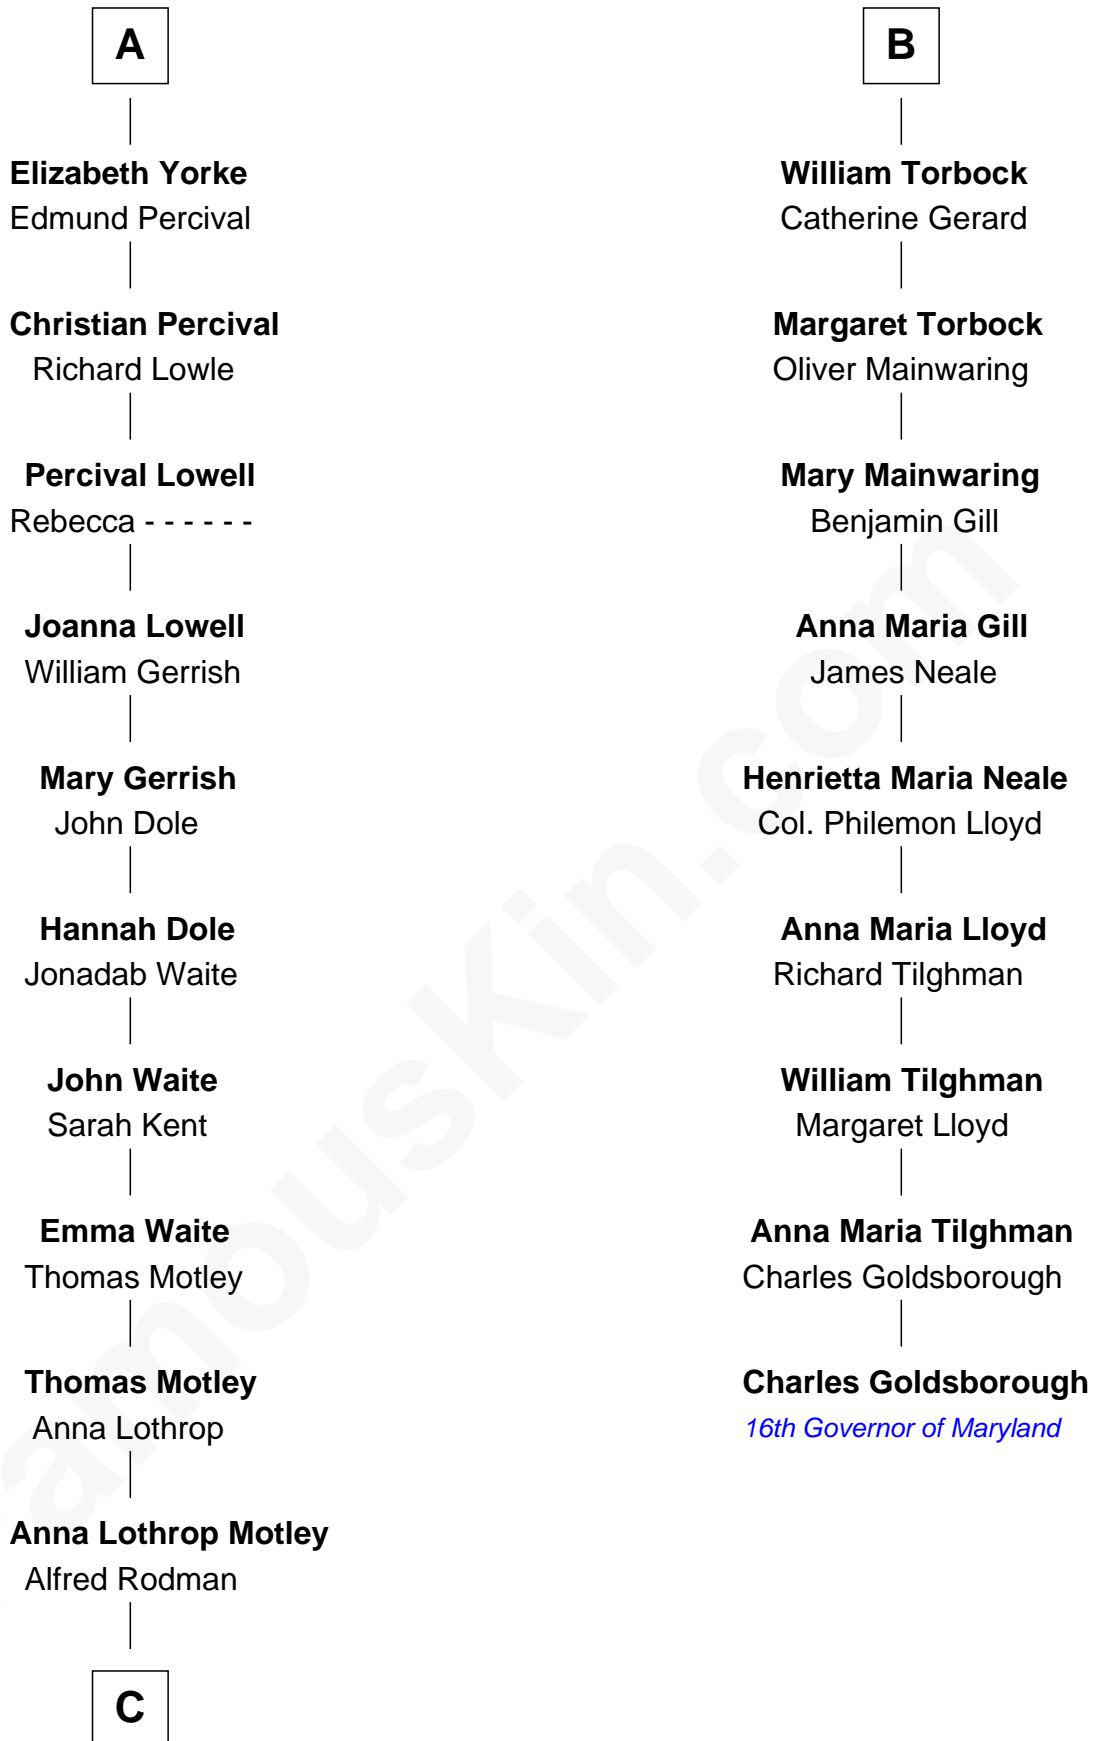 A
Elizabeth Yorke
Edmund Percival
Christian Percival
Richard Lowle
Percival Lowell
Rebecca - - - - - -
Joanna Lowell
William Gerrish
Mary Gerrish
John Dole
Hannah Dole
Jonadab Waite
John Waite
Sarah Kent
Emma Waite
Thomas Motley
Thomas Motley
Anna Lothrop
Anna Lothrop Motley
Alfred Rodman
C
B
William Torbock
Catherine Gerard
Margaret Torbock
Oliver Mainwaring
Mary Mainwaring
Benjamin Gill
Anna Maria Gill
James Neale
Henrietta Maria Neale
Col. Philemon Lloyd
Anna Maria Lloyd
Richard Tilghman
William Tilghman
Margaret Lloyd
Anna Maria Tilghman
Charles Goldsborough
Charles Goldsborough
16th Governor of Maryland
amouskin.com